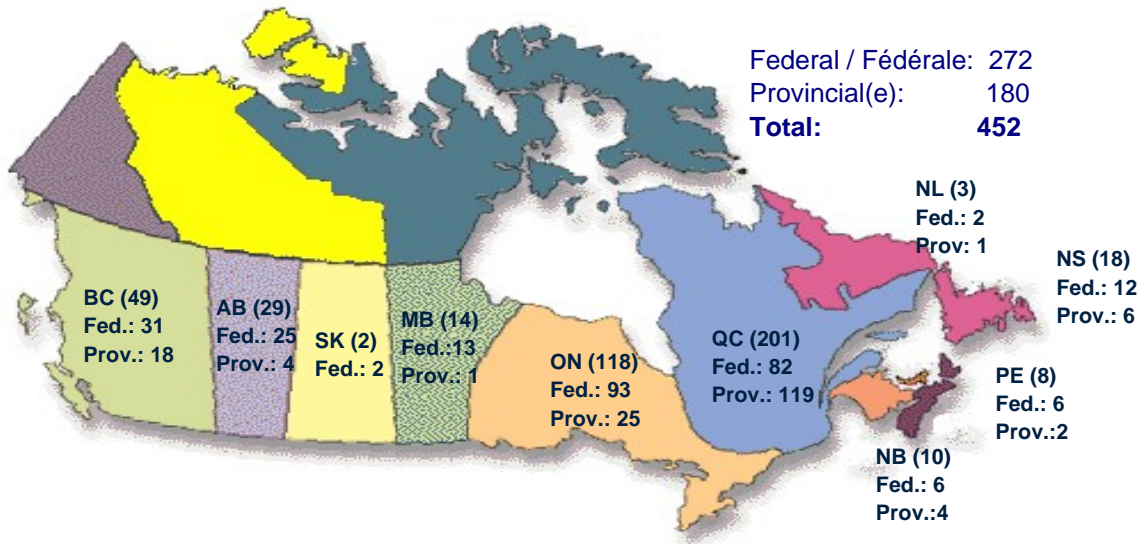 Federal / Fédérale: 272
Provincial(e): 180
Total: 452
NL (3)
Fed.: 2
Prov: 1
NS (18)
Fed.: 12
Prov.: 6
BC (49)
Fed.: 31
Prov.: 18
AB (29)
Fed.: 25
Prov.: 4
SK (2)
Fed.: 2
MB (14)
Fed.:13
Prov.: 1
ON (118)
Fed.: 93
Prov.: 25
QC (201)
Fed.: 82
Prov.: 119
PE (8)
Fed.: 6
Prov.:2
NB (10)
Fed.: 6
Prov.:4